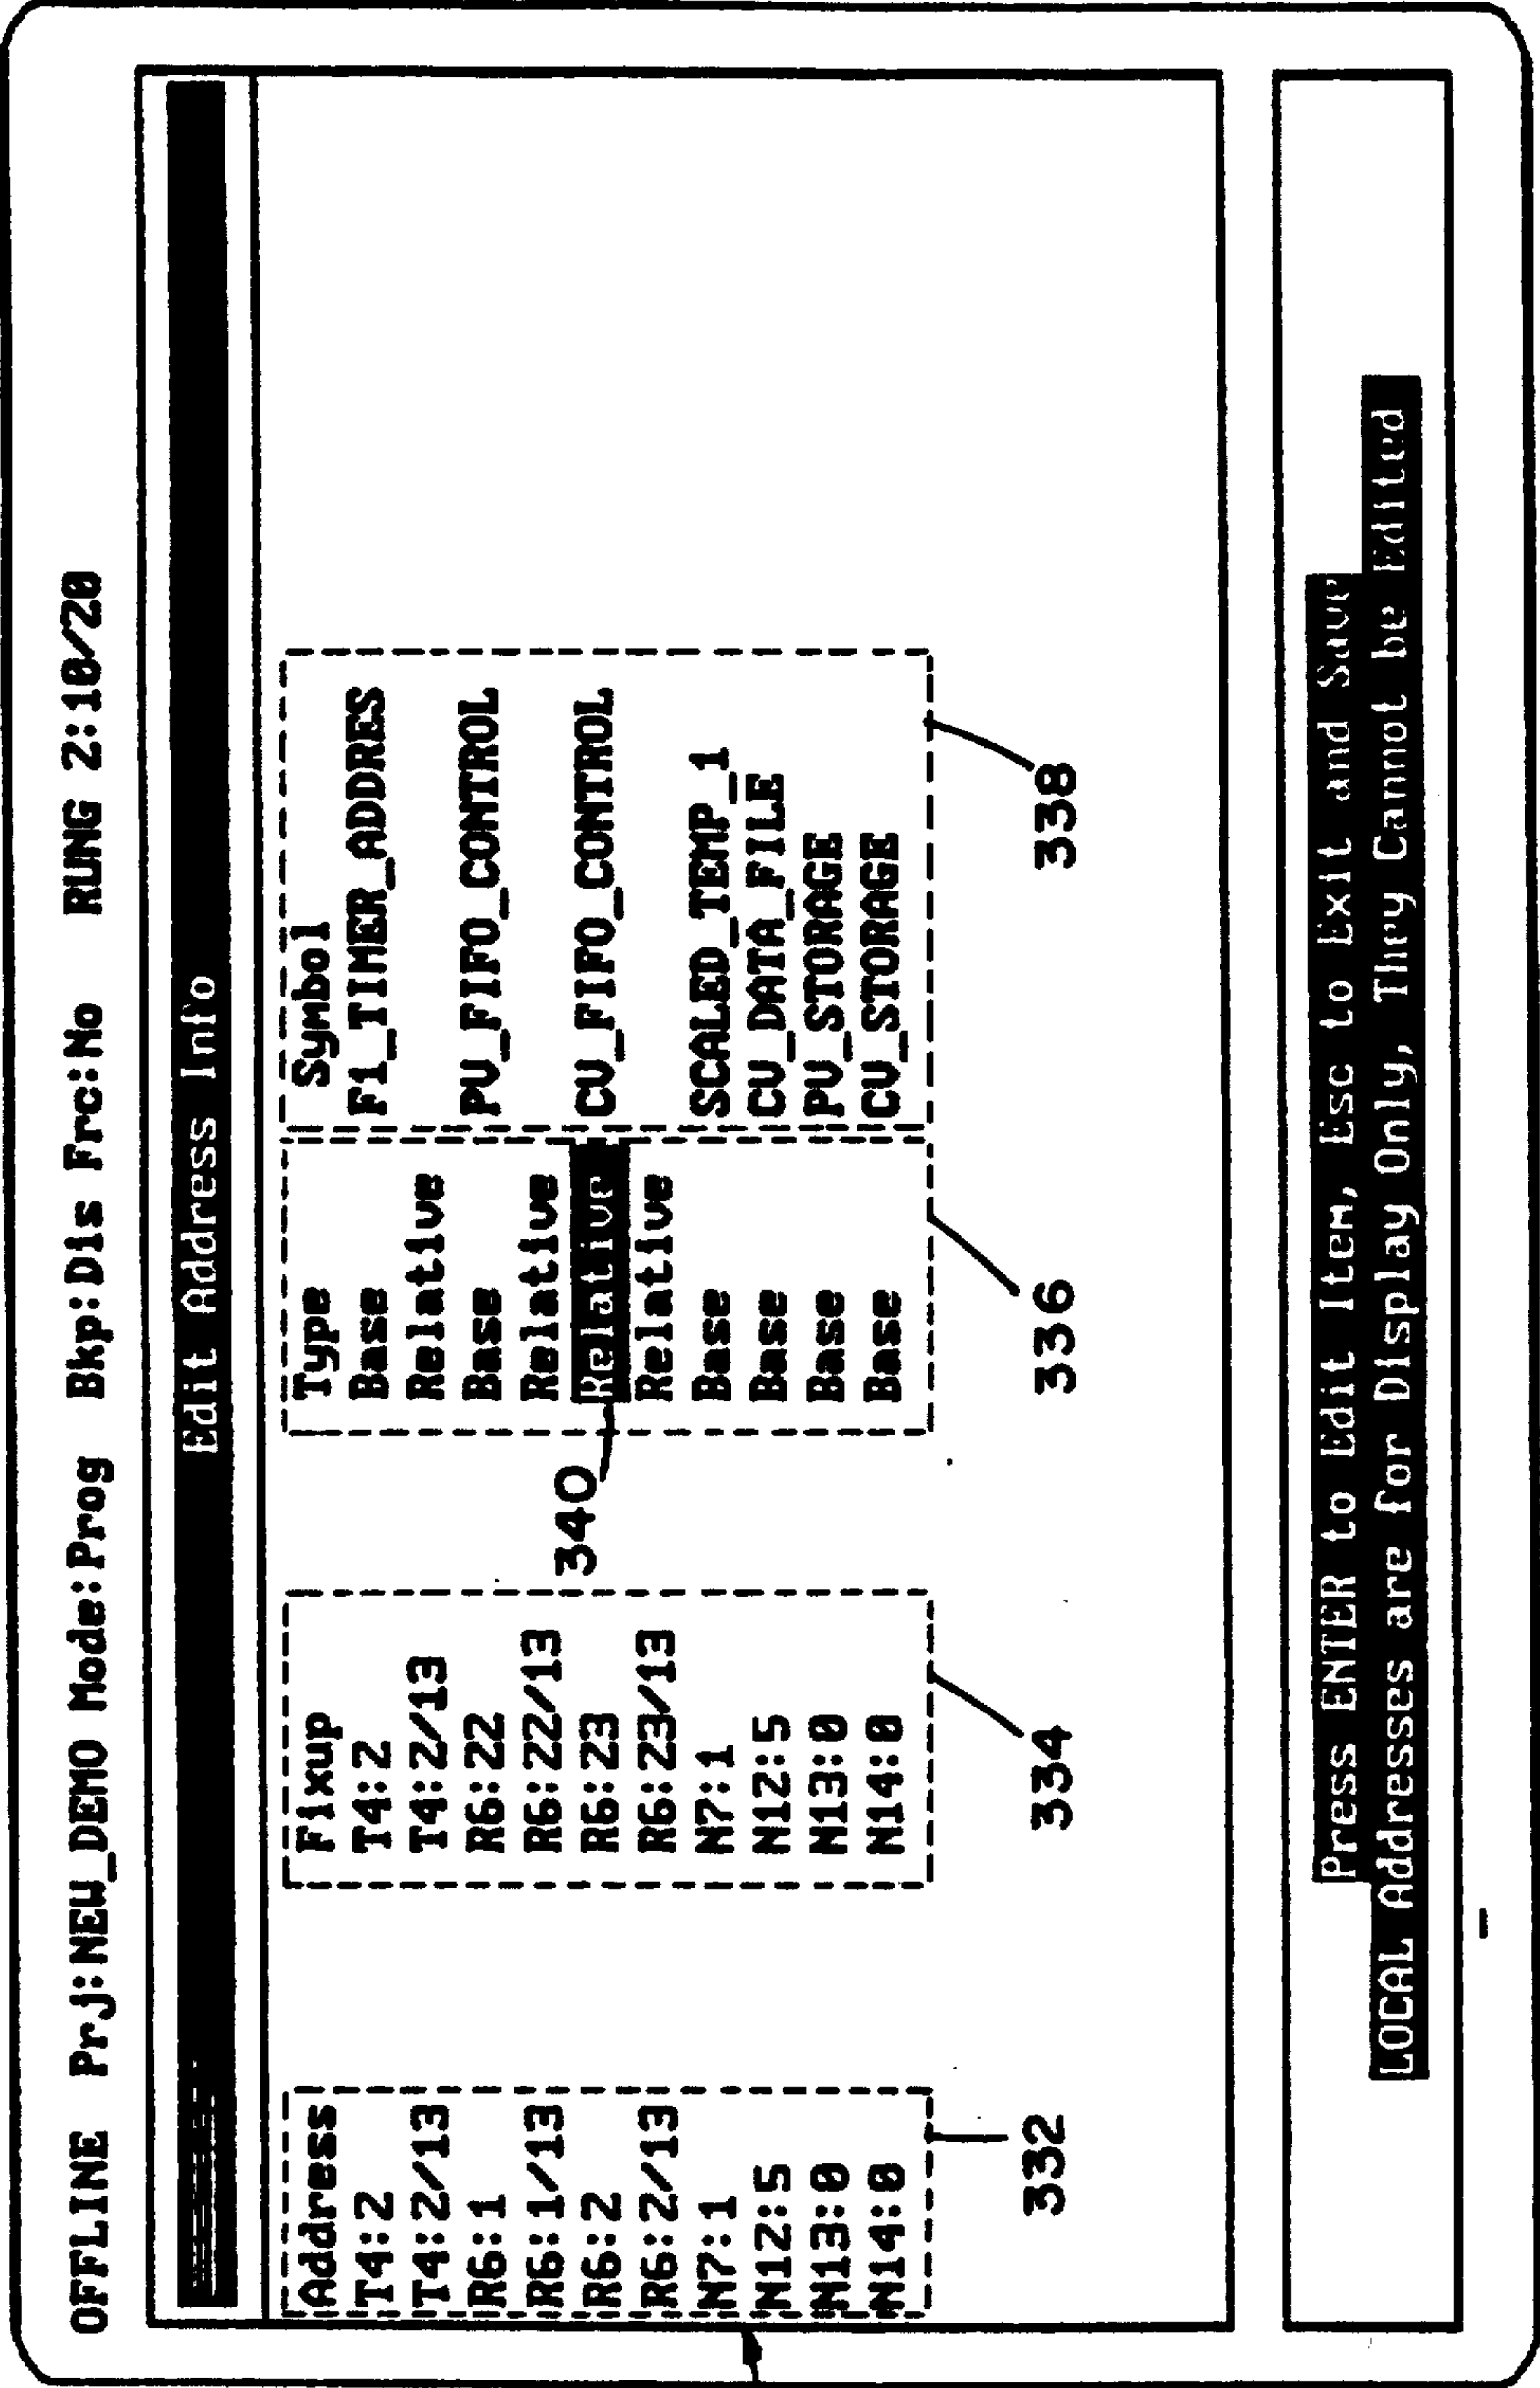 OFFLINE Prj:NEW_DEMO Mode:Prog Bkp:Dis Frc:No RUNG 2:10/20
Edit Address Info
Address Fixup Type Symbol
T4:2 T4:2 Base F1_TIMER_ADDRES
T4:2/13 T4:2/13 Relative
R6:1 R6:22 Base PV_FIFO_CONTROL
R6:1/13 R6:22/13 Relative
R6:2 R6:23 Relative CV_FIFO_CONTROL
340
R6:2/13 R6:23/13 Relative
N7:1 N7:1 Base SCALED_TEMP_1
N12:5 N12:5 Base CV_DATA_FILE
N13:0 N13:0 Base PV_STORAGE
N14:0 N14:0 Base CV_STORAGE
332 334 336 338
Press ENTER to Edit Item, Esc to Exit and Save
LOCAL Addresses are for Display Only, They Cannot be Edited